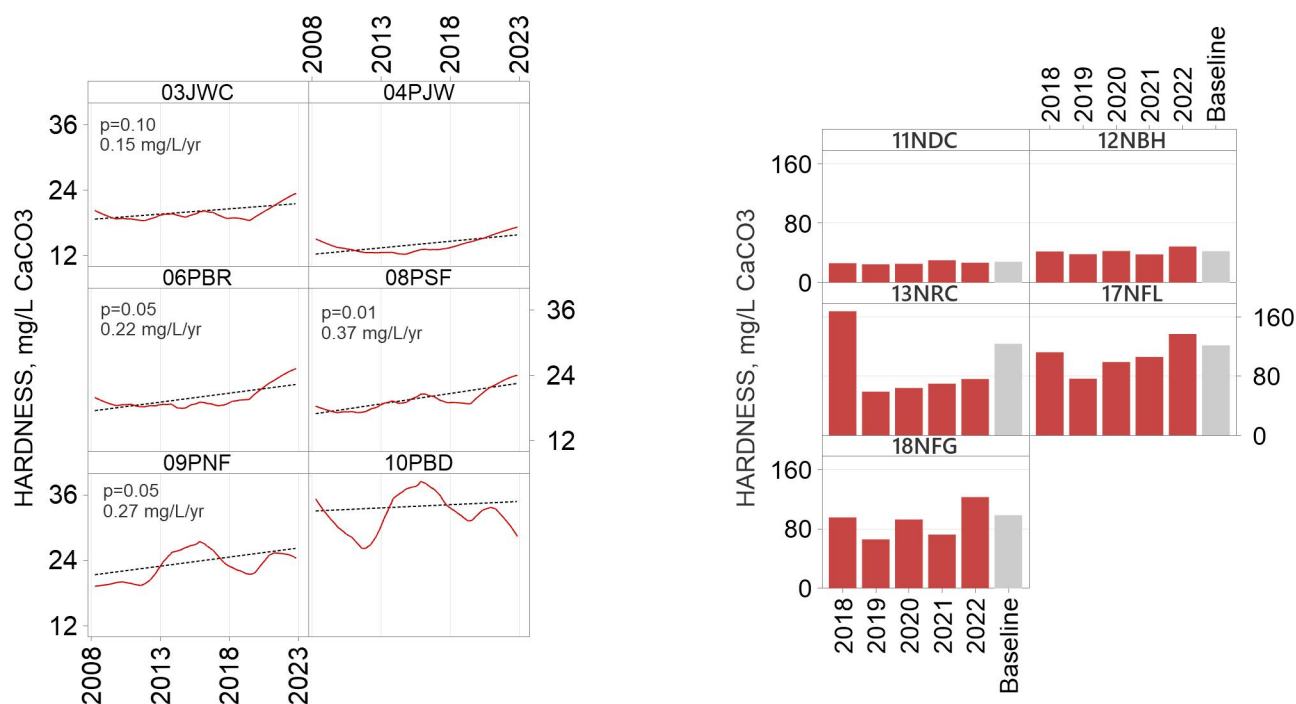 2008
2013
2018
2023
03JWC
04PJW
36
24
12
p=0.10
0.15 mg/L/yr
06PBR
08PSF
p=0.05
0.22 mg/L/yr
p=0.01
0.37 mg/L/yr
36
24
12
HARDNESS, mg/L CaCO3
09PNF
10PBD
36
24
12
p=0.05
0.27 mg/L/yr
2008
2013
2018
2023
2018
2019
2020
2021
2022
Baseline
11NDC
12NBH
160
80
0
13NRC
17NFL
160
80
0
HARDNESS, mg/L CaCO3
18NFG
160
80
0
2018
2019
2020
2021
2022
Baseline